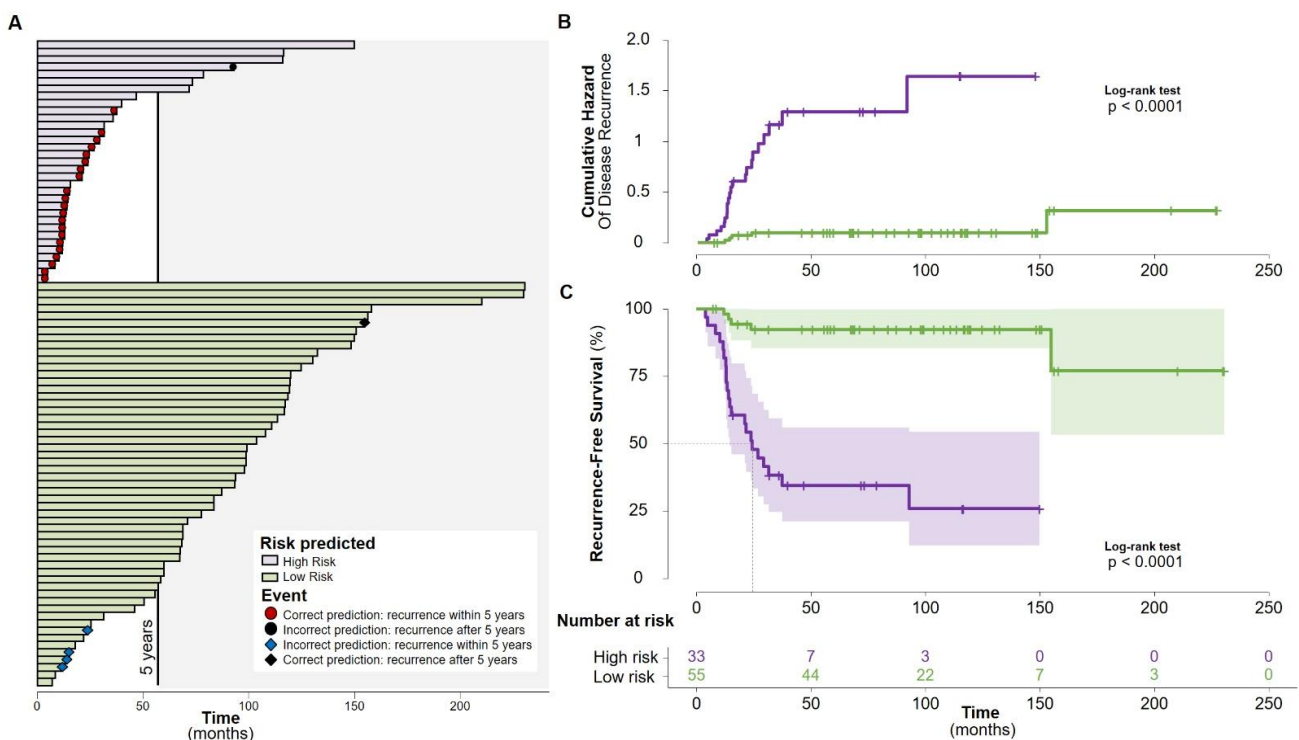 A
5 years
Risk predicted
High Risk
Low Risk
Event
Correct prediction: recurrence within 5 years
Incorrect prediction: recurrence after 5 years
Incorrect prediction: recurrence within 5 years
Correct prediction: recurrence after 5 years
0 50 100 150 200
Time
(months)
B
Cumulative Hazard
Of Disease Recurrence
2.0
1.5
1
0.5
0
Log-rank test
p < 0.0001
0 50 100 150 200 250
C
Recurrence-Free Survival (%)
100
75
50
25
0
Log-rank test
p < 0.0001
0 50 100 150 200 250
Number at risk
High risk 33 7 3 0 0 0
Low risk 55 44 22 7 3 0
0 50 100 150 200 250
Time
(months)